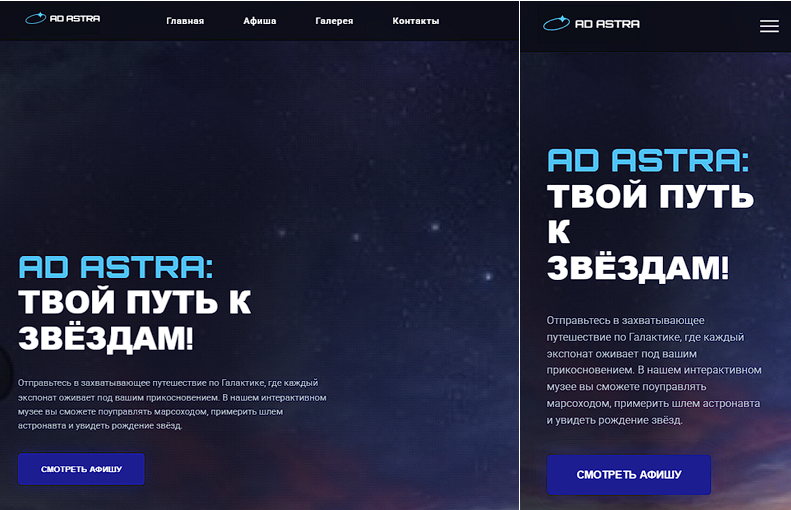 AD ASTRA
Главная Афиша Галерея Контакты
AD ASTRA:
ТВОЙ ПУТЬ К
ЗВЁЗДАМ!
Отправьтесь в захватывающее путешествие по Галактике, где каждый
экспонат оживает под вашим прикосновением. В нашем интерактивном
музее вы сможете поуправлять марсоходом, примерить шлем
астронавта и увидеть рождение звёзд.
СМОТРЕТЬ АФИШУ
AD ASTRA
AD ASTRA:
ТВОЙ ПУТЬ
К
ЗВЁЗДАМ!
Отправьтесь в захватывающее
путешествие по Галактике, где каждый
экспонат оживает под вашим
прикосновением. В нашем интерактивном
музее вы сможете поуправлять
марсоходом, примерить шлем астронавта
и увидеть рождение звёзд.
СМОТРЕТЬ АФИШУ